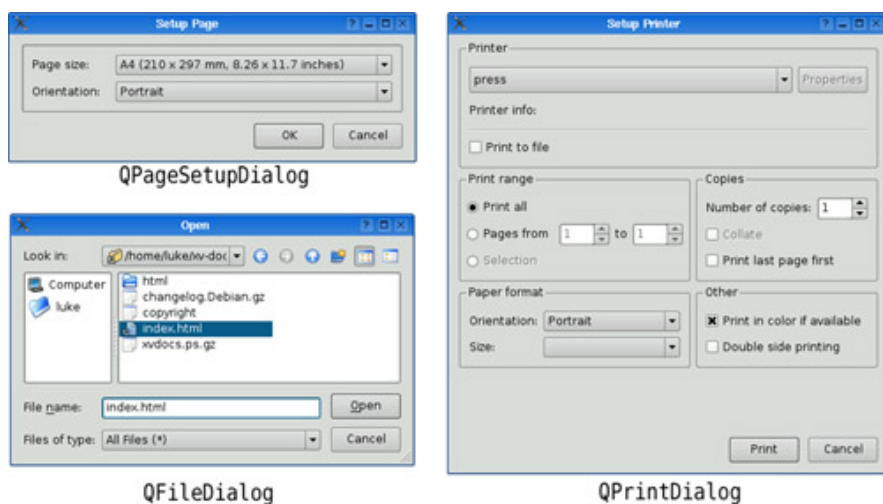 Setup Page
Page size: A4 (210 x 297 mm, 8.26 x 11.7 inches)
Orientation: Portrait
OK Cancel
QPageSetupDialog
Open
Look in: /home/luke/xv-doc
Computer
luke
html
changelog.Debian.gz
copyright
index.html
xvdocs.ps.gz
File name: index.html Open
Files of type: All Files (*) Cancel
QFileDialog
Setup Printer
Printer
press Properties
Printer info:
Print to file
Print range
Print all
Pages from 1 to 1
Selection
Copies
Number of copies: 1
Collate
Print last page first
Paper format
Orientation: Portrait
Size:
Other
Print in color if available
Double side printing
Print Cancel
QPrintDialog